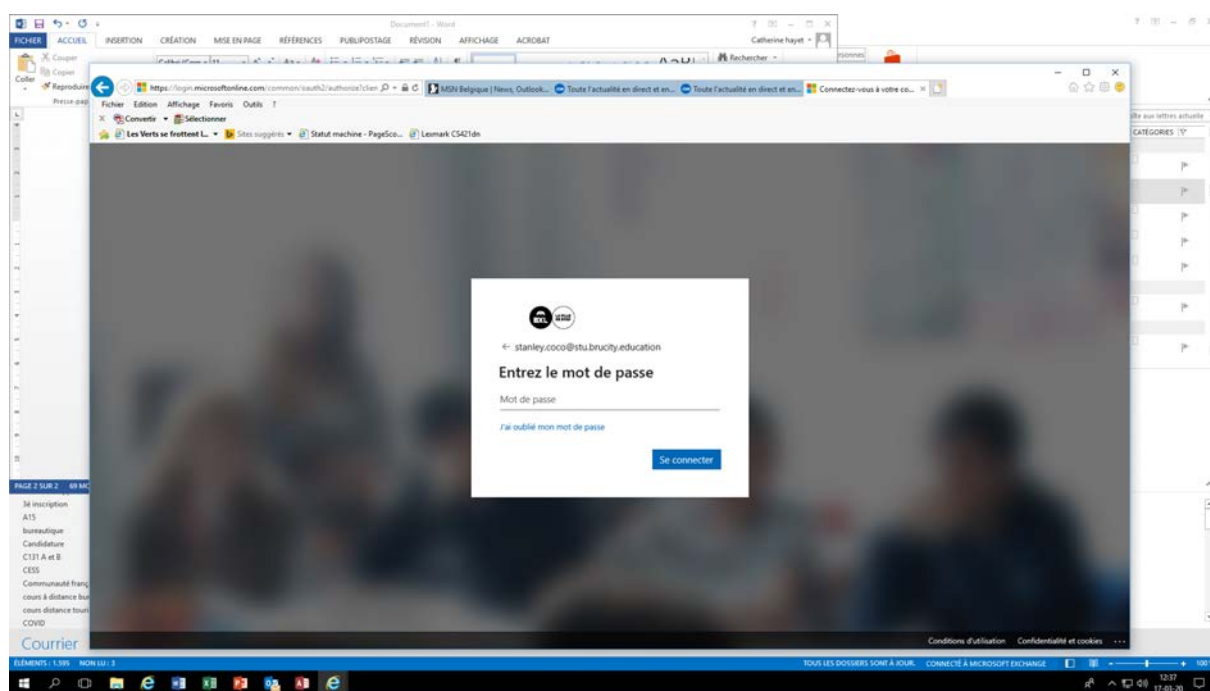 Document1 - Word
FICHIER ACCUEIL INSERTION CRÉATION MISE EN PAGE RÉFÉRENCES PUBLIPOSTAGE RÉVISION AFFICHAGE ACROBAT Catherine hayet
Couper
Copier
Coller
Reproduire
Rechercher
https://login.microsoftonline.com/common/oauth2/authorize?clien
MSN Belgique | News, Outlook...
Toute l'actualité en direct et en...
Toute l'actualité en direct et en...
Connectez-vous à votre co...
Fichier Edition Affichage Favoris Outils ?
Convertir Sélectionner
Les Verts se frottent L... Sites suggérés Statut machine - PageSco... Lexmark CS421dn
CATÉGORIES
stanley.coco@stu.brucity.education
Entrez le mot de passe
Mot de passe
J'ai oublié mon mot de passe
Se connecter
PAGE 2 SUR 2
3è inscription
A15
bureautique
Candidature
C131 A et B
CESS
Communauté franç
cours à distance bur
cours distance touri
COVID
Courrier
Conditions d'utilisation Confidentialité et cookies ...
ÉLÉMENTS : 1.595 NON LU : 3
TOUS LES DOSSIERS SONT À JOUR. CONNECTÉ À MICROSOFT EXCHANGE
12:37
17-03-20